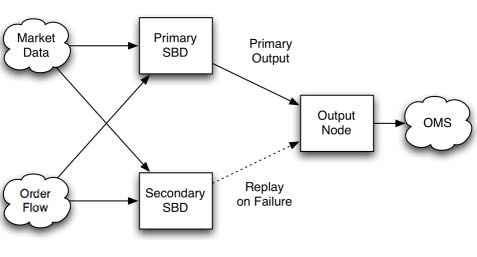 Market
Data
Primary
SBD
Primary
Output
Output
Node
OMS
Order
Flow
Secondary
SBD
Replay
on Failure